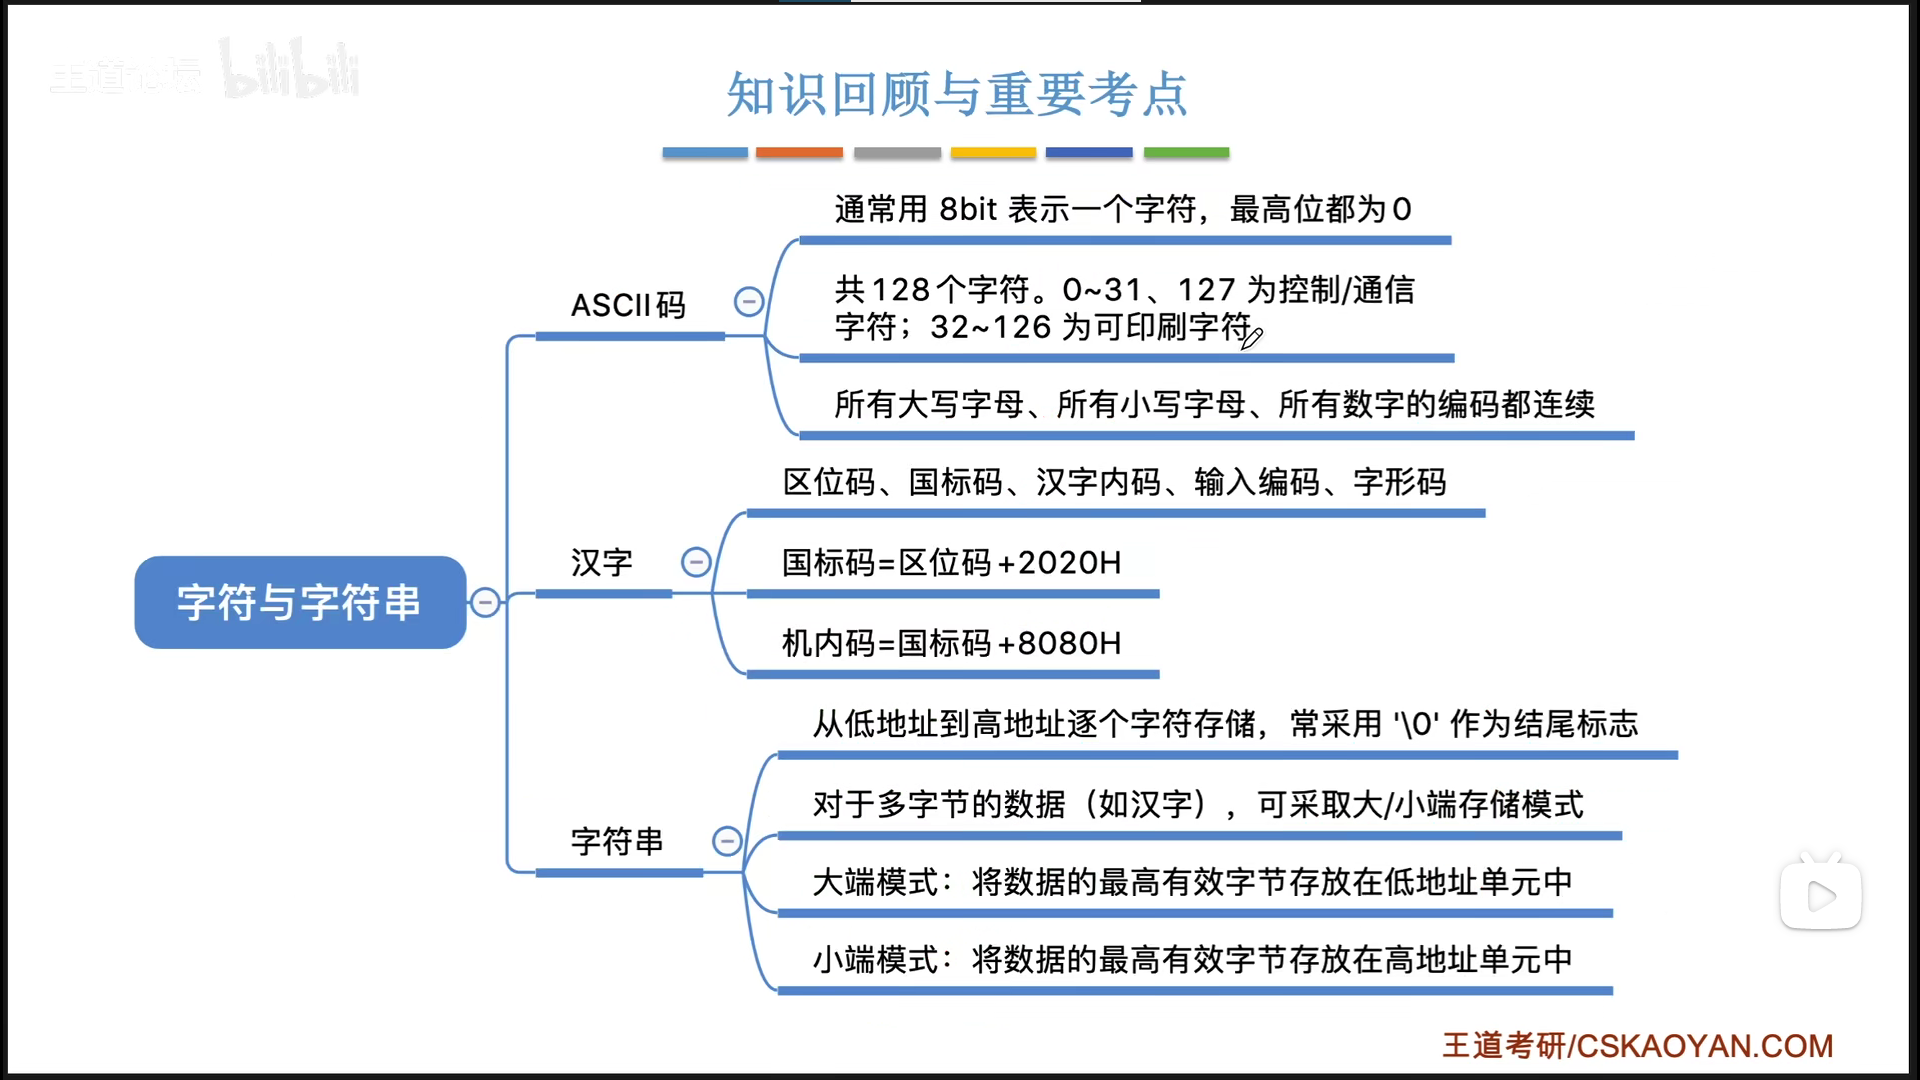 王道论坛 bilibili
知识回顾与重要考点
通常用 8bit 表示一个字符，最高位都为0
ASCII码
共128个字符。0~31、127 为控制/通信
字符；32~126 为可印刷字符。
所有大写字母、所有小写字母、所有数字的编码都连续
区位码、国标码、汉字内码、输入编码、字形码
汉字
国标码=区位码+2020H
字符与字符串
机内码=国标码+8080H
从低地址到高地址逐个字符存储，常采用 '\0' 作为结尾标志
对于多字节的数据（如汉字），可采取大/小端存储模式
字符串
大端模式：将数据的最高有效字节存放在低地址单元中
小端模式：将数据的最高有效字节存放在高地址单元中
王道考研/CSKAOYAN.COM